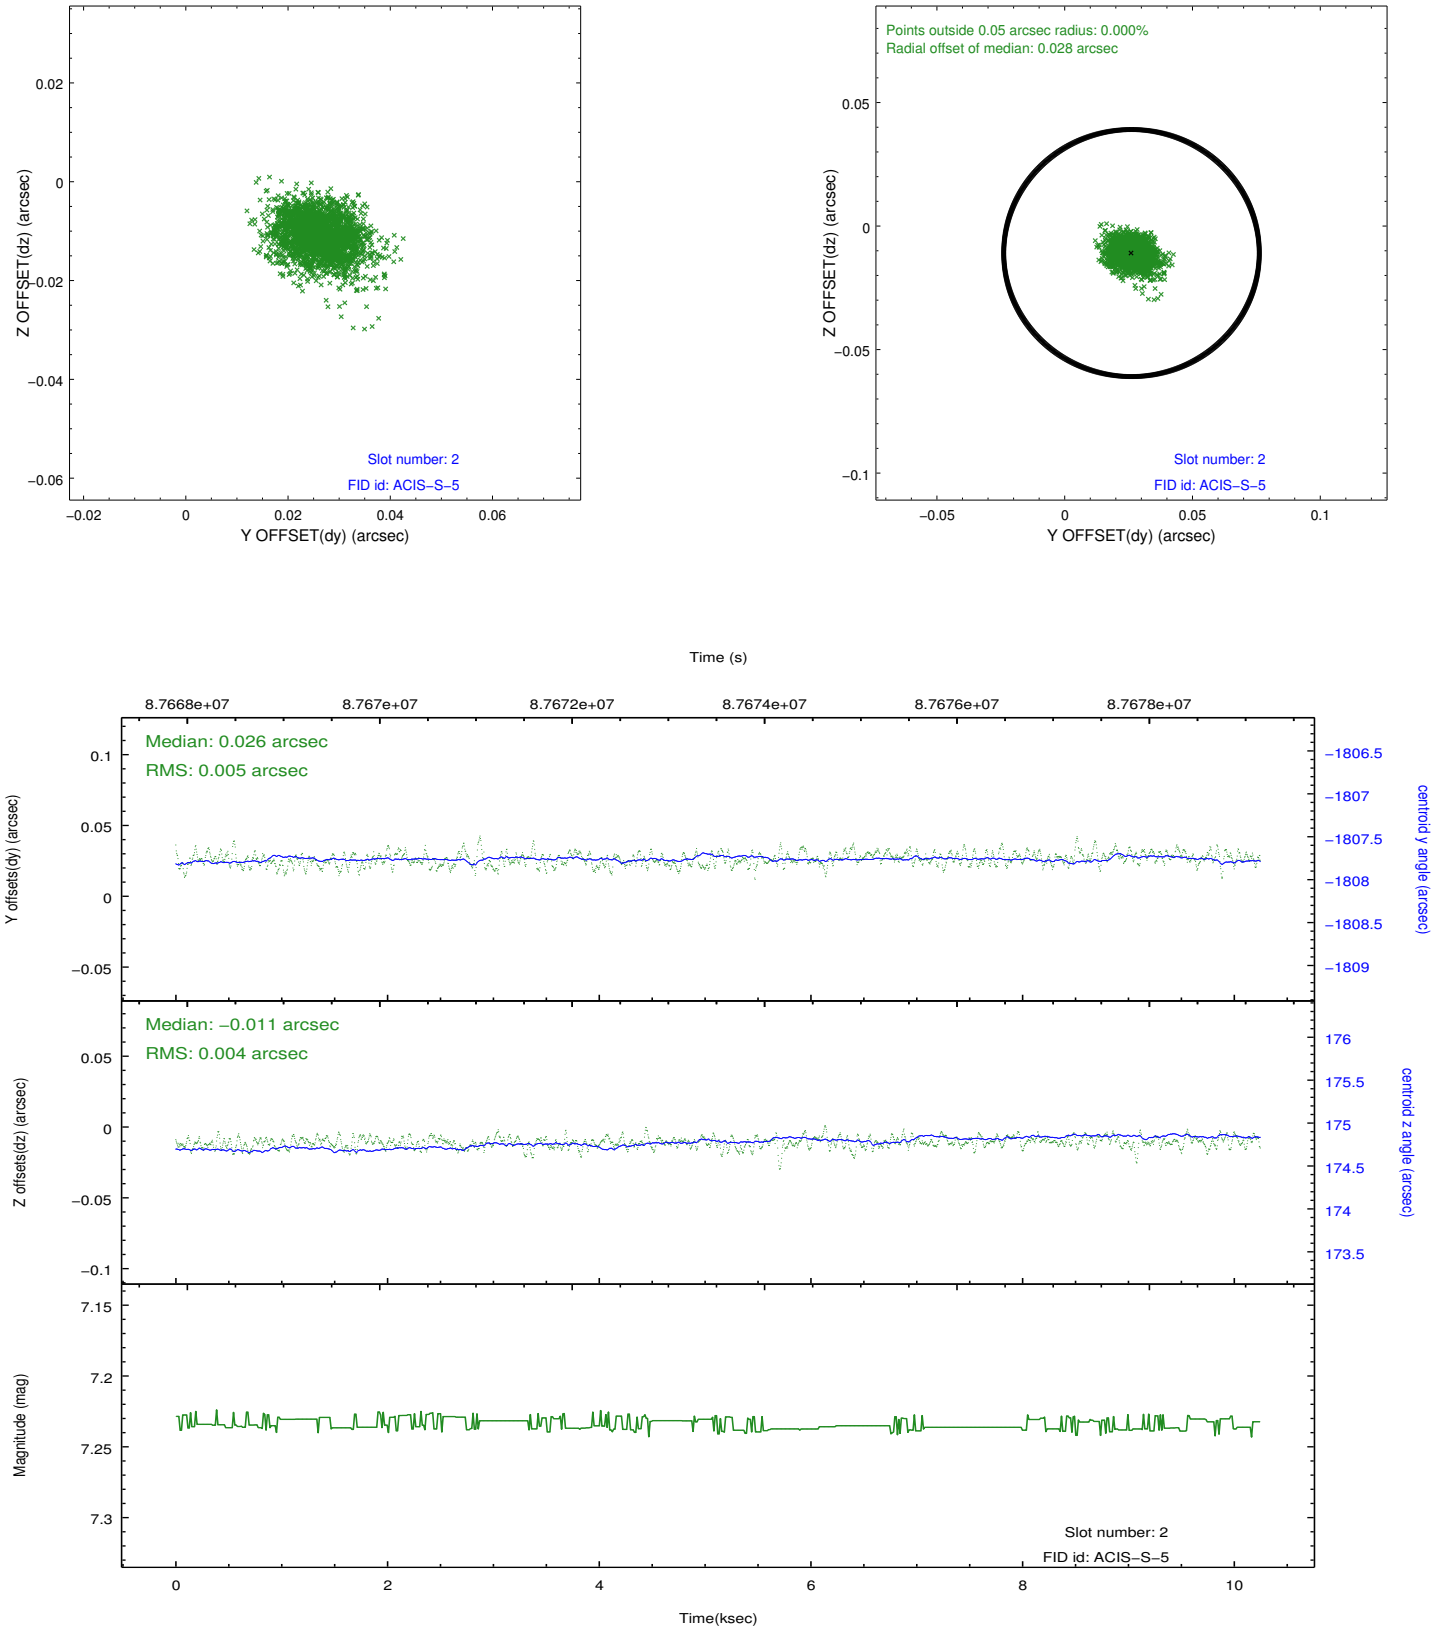 0.02
0
−0.02
−0.04
−0.06
Z OFFSET(dz) (arcsec)
Slot number: 2
FID id: ACIS−S−5
−0.02
0
0.02
0.04
0.06
Y OFFSET(dy) (arcsec)
Points outside 0.05 arcsec radius: 0.000%
Radial offset of median: 0.028 arcsec
0.05
0
−0.05
−0.1
Z OFFSET(dz) (arcsec)
Slot number: 2
FID id: ACIS−S−5
−0.05
0
0.05
0.1
Y OFFSET(dy) (arcsec)
Time (s)
8.7668e+07
8.767e+07
8.7672e+07
8.7674e+07
8.7676e+07
8.7678e+07
Median: 0.026 arcsec
RMS: 0.005 arcsec
0.1
0.05
0
−0.05
Y offsets(dy) (arcsec)
−1806.5
−1807
−1807.5
−1808
−1808.5
−1809
centroid y angle (arcsec)
Median: −0.011 arcsec
RMS: 0.004 arcsec
0.05
0
−0.05
−0.1
Z offsets(dz) (arcsec)
176
175.5
175
174.5
174
173.5
centroid z angle (arcsec)
7.15
7.2
7.25
7.3
Magnitude (mag)
Slot number: 2
FID id: ACIS−S−5
0
2
4
6
8
10
Time(ksec)